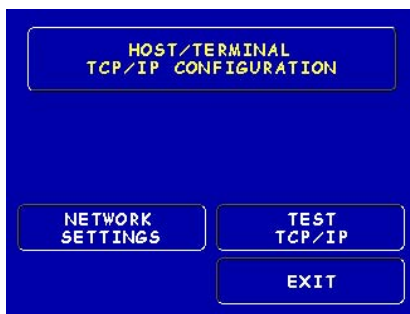 HOST/TERMINAL
TCP/IP CONFIGURATION
NETWORK
SETTINGS
TEST
TCP/IP
EXIT